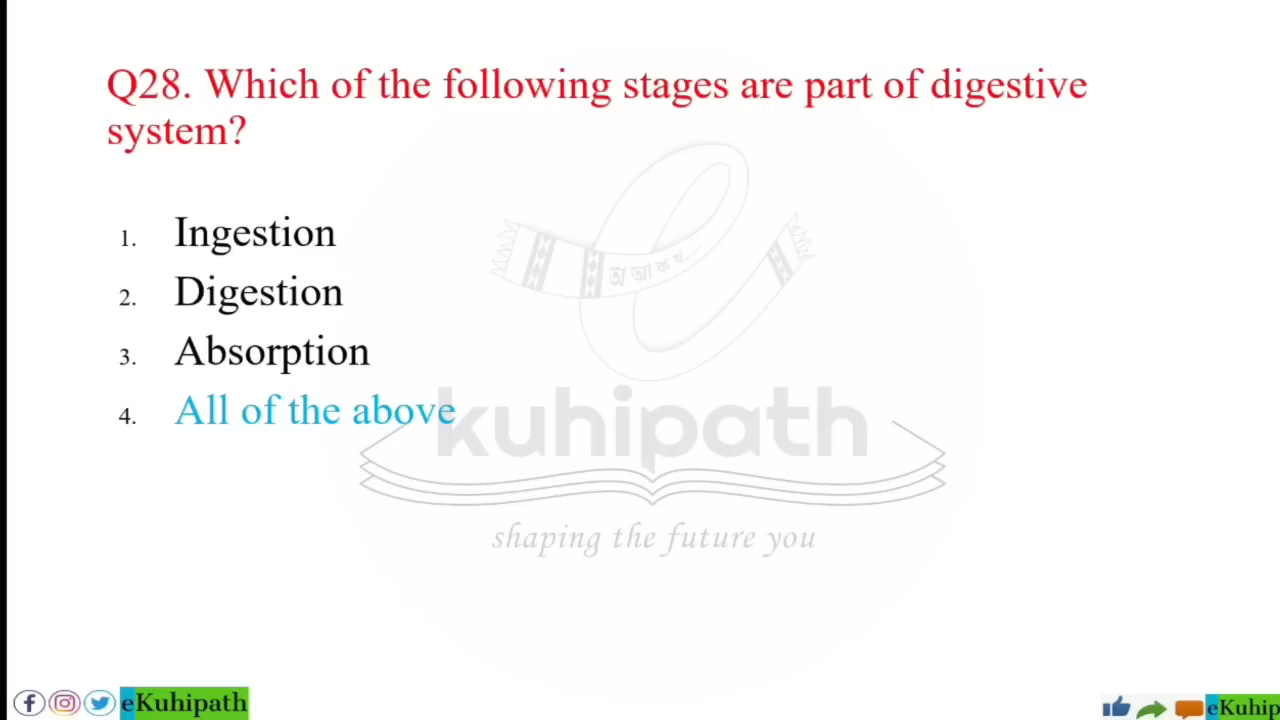 Q28. Which of the following stages are part of digestive
system?
1. Ingestion
2. Digestion
3. Absorption
4. All of the above
অ আ ক খ....
kuhipath
shaping the future you
eKuhipath
eKuhip